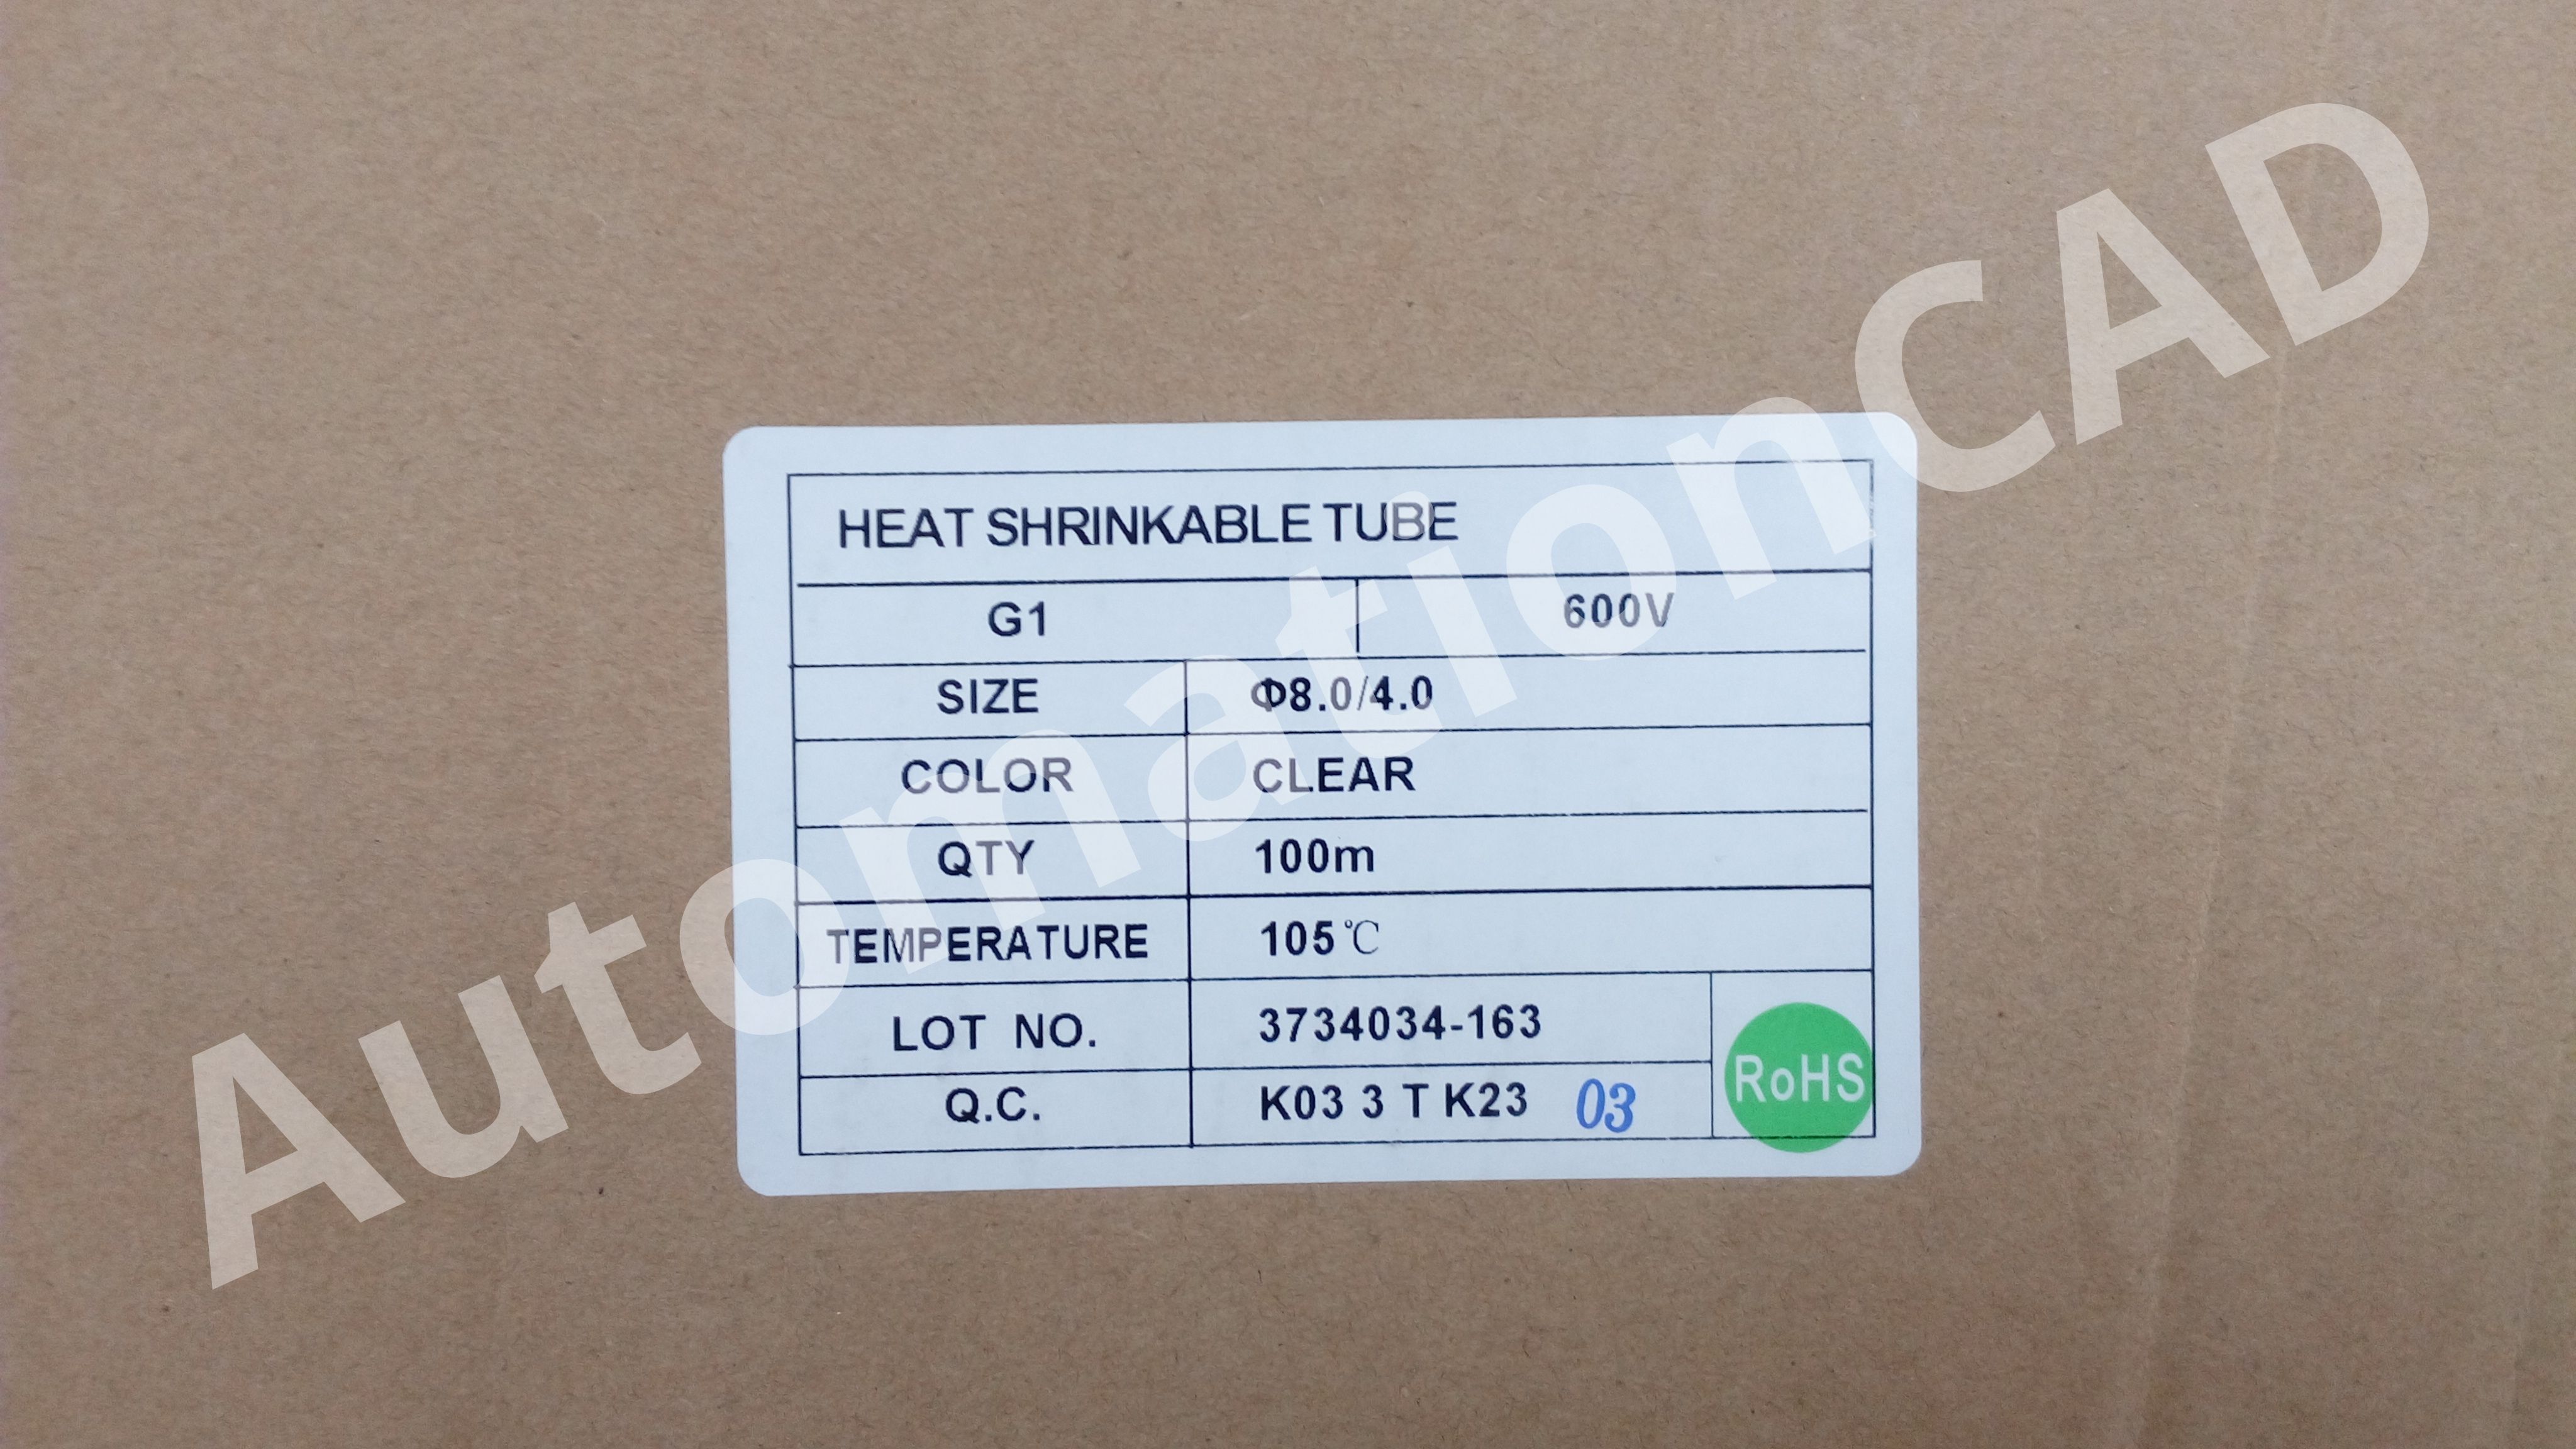 HEAT SHRINKABLE TUBE
G1 600V
SIZE Φ8.0/4.0
COLOR CLEAR
QTY 100m
TEMPERATURE 105℃
LOT NO. 3734034-163
Q.C. K03 3 T K23 03
RoHS
AutomationCAD